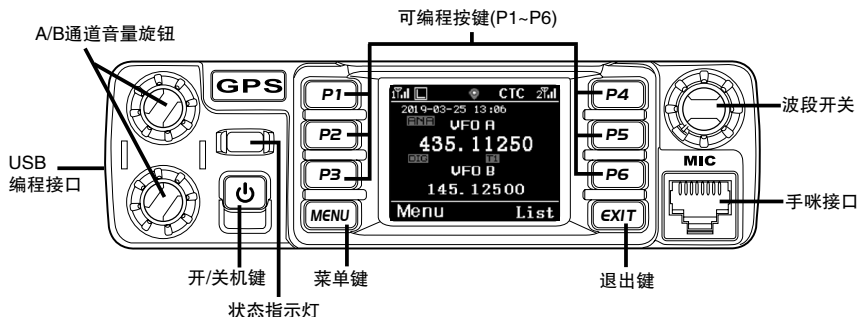 可编程按键(P1~P6)
A/B通道音量旋钮
GPS
P1
P2
P3
MENU
CTC
2019-03-25 13:06
ANA
VFO A
435.11250
DIG T1
VFO B
145.12500
Menu List
P4
P5
P6
EXIT
波段开关
MIC
手咪接口
USB
编程接口
开/关机键
菜单键
退出键
状态指示灯